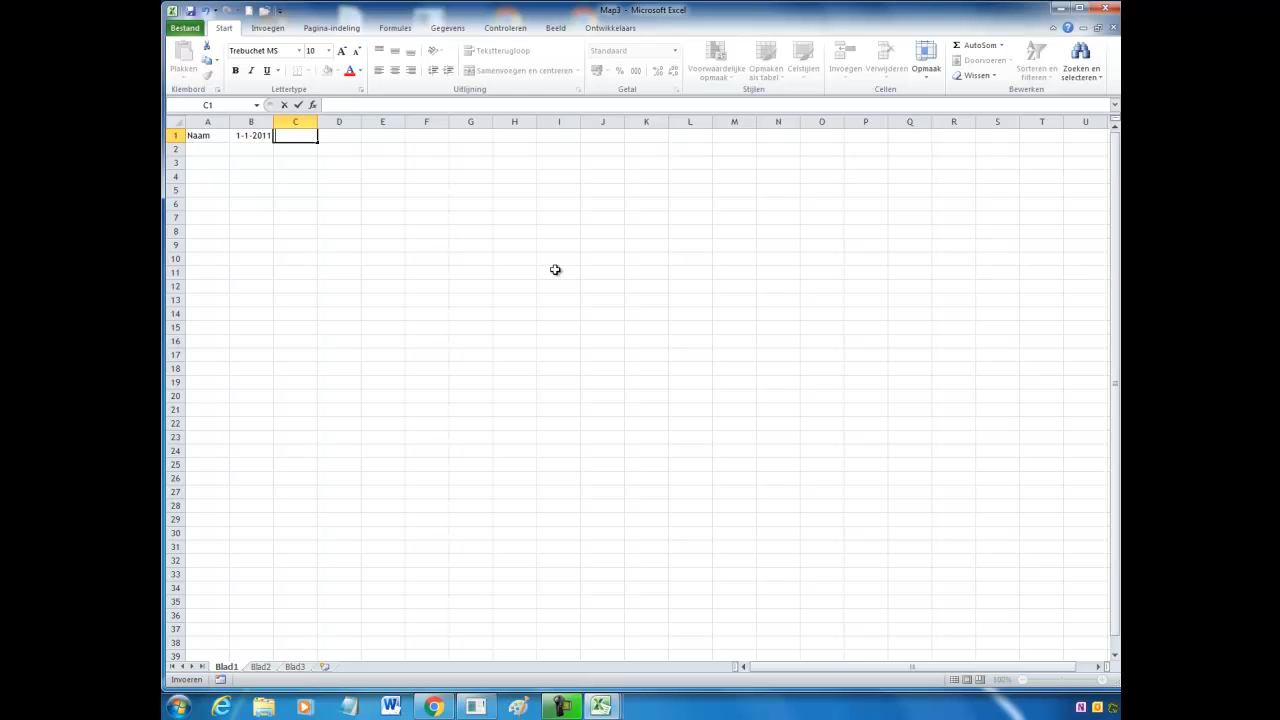 Map3 - Microsoft Excel
Bestand Start Invoegen Pagina-indeling Formules Gegevens Controleren Beeld Ontwikkelaars
Plakken
Klembord
Trebuchet MS 10
B I U
Lettertype
Tekstterugloop
Samenvoegen en centreren
Uitlijning
Standaard
% 000
Getal
Voorwaardelijke opmaak
Opmaken als tabel
Celstijlen
Stijlen
Invoegen Verwijderen Opmaak
Cellen
AutoSom
Doorvoeren
Wissen
Sorteren en filteren
Zoeken en selecteren
Bewerken
C1
A B C D E F G H I J K L M N O P Q R S T U
1 Naam 1-1-2011
2
3
4
5
6
7
8
9
10
11
12
13
14
15
16
17
18
19
20
21
22
23
24
25
26
27
28
29
30
31
32
33
34
35
36
37
38
39
Blad1 Blad2 Blad3
Invoeren 100%